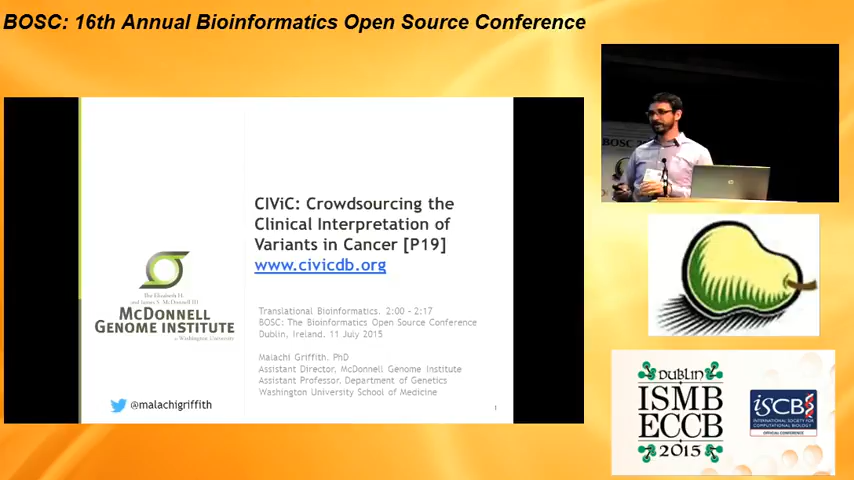 BOSC: 16th Annual Bioinformatics Open Source Conference
BOSC 2
CIViC: Crowdsourcing the
Clinical Interpretation of
Variants in Cancer [P19]
www.civicdb.org
The Elizabeth H.
and James S. McDonnell III
McDONNELL
GENOME INSTITUTE
at Washington University
Translational Bioinformatics. 2:00 - 2:17
BOSC: The Bioinformatics Open Source Conference
Dublin, Ireland. 11 July 2015
Malachi Griffith, PhD
Assistant Director, McDonnell Genome Institute
Assistant Professor, Department of Genetics
Washington University School of Medicine
@malachigriffith
1
DUBLIN
ISMB
ECCB
2015
iSCB
INTERNATIONAL SOCIETY FOR
COMPUTATIONAL BIOLOGY
OFFICIAL CONFERENCE